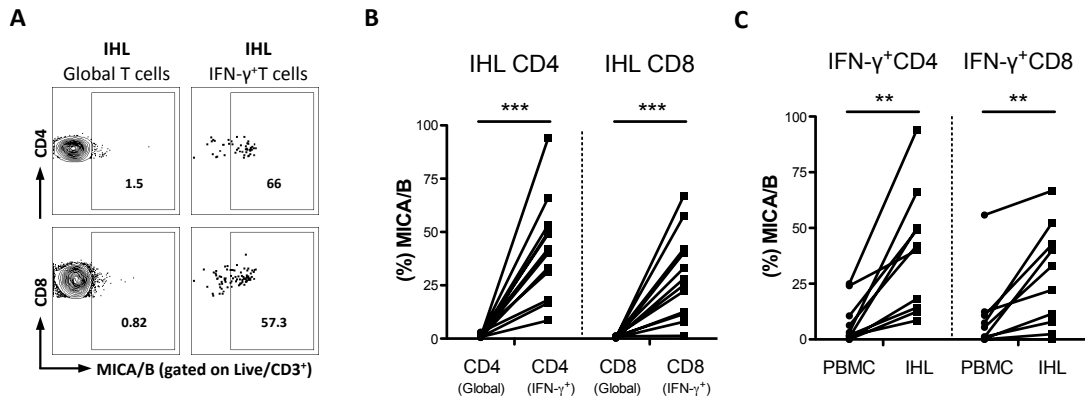 A
IHL
Global T cells
IHL
IFN-γ⁺T cells
CD4
1.5
66
CD8
0.82
57.3
MICA/B (gated on Live/CD3⁺)
B
IHL CD4
IHL CD8
***
***
(%) MICA/B
100
75
50
25
0
CD4
(Global)
CD4
(IFN-γ⁺)
CD8
(Global)
CD8
(IFN-γ⁺)
C
IFN-γ⁺CD4
IFN-γ⁺CD8
**
**
(%) MICA/B
100
75
50
25
0
PBMC
IHL
PBMC
IHL